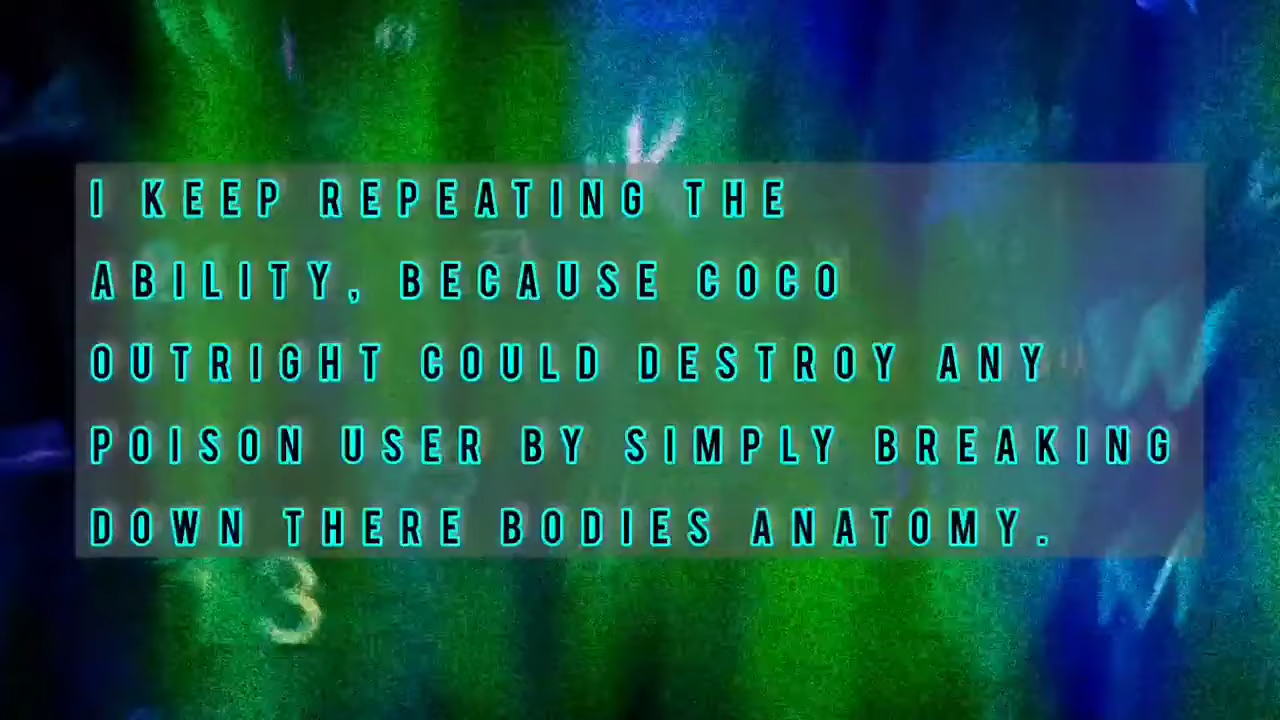 I KEEP REPEATING THE
ABILITY, BECAUSE COCO
OUTRIGHT COULD DESTROY ANY
POISON USER BY SIMPLY BREAKING
DOWN THERE BODIES ANATOMY.
K
W
3